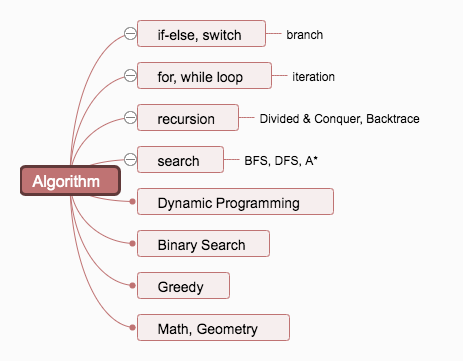 if-else, switch
branch
for, while loop
iteration
recursion
Divided & Conquer, Backtrace
search
BFS, DFS, A*
Algorithm
Dynamic Programming
Binary Search
Greedy
Math, Geometry